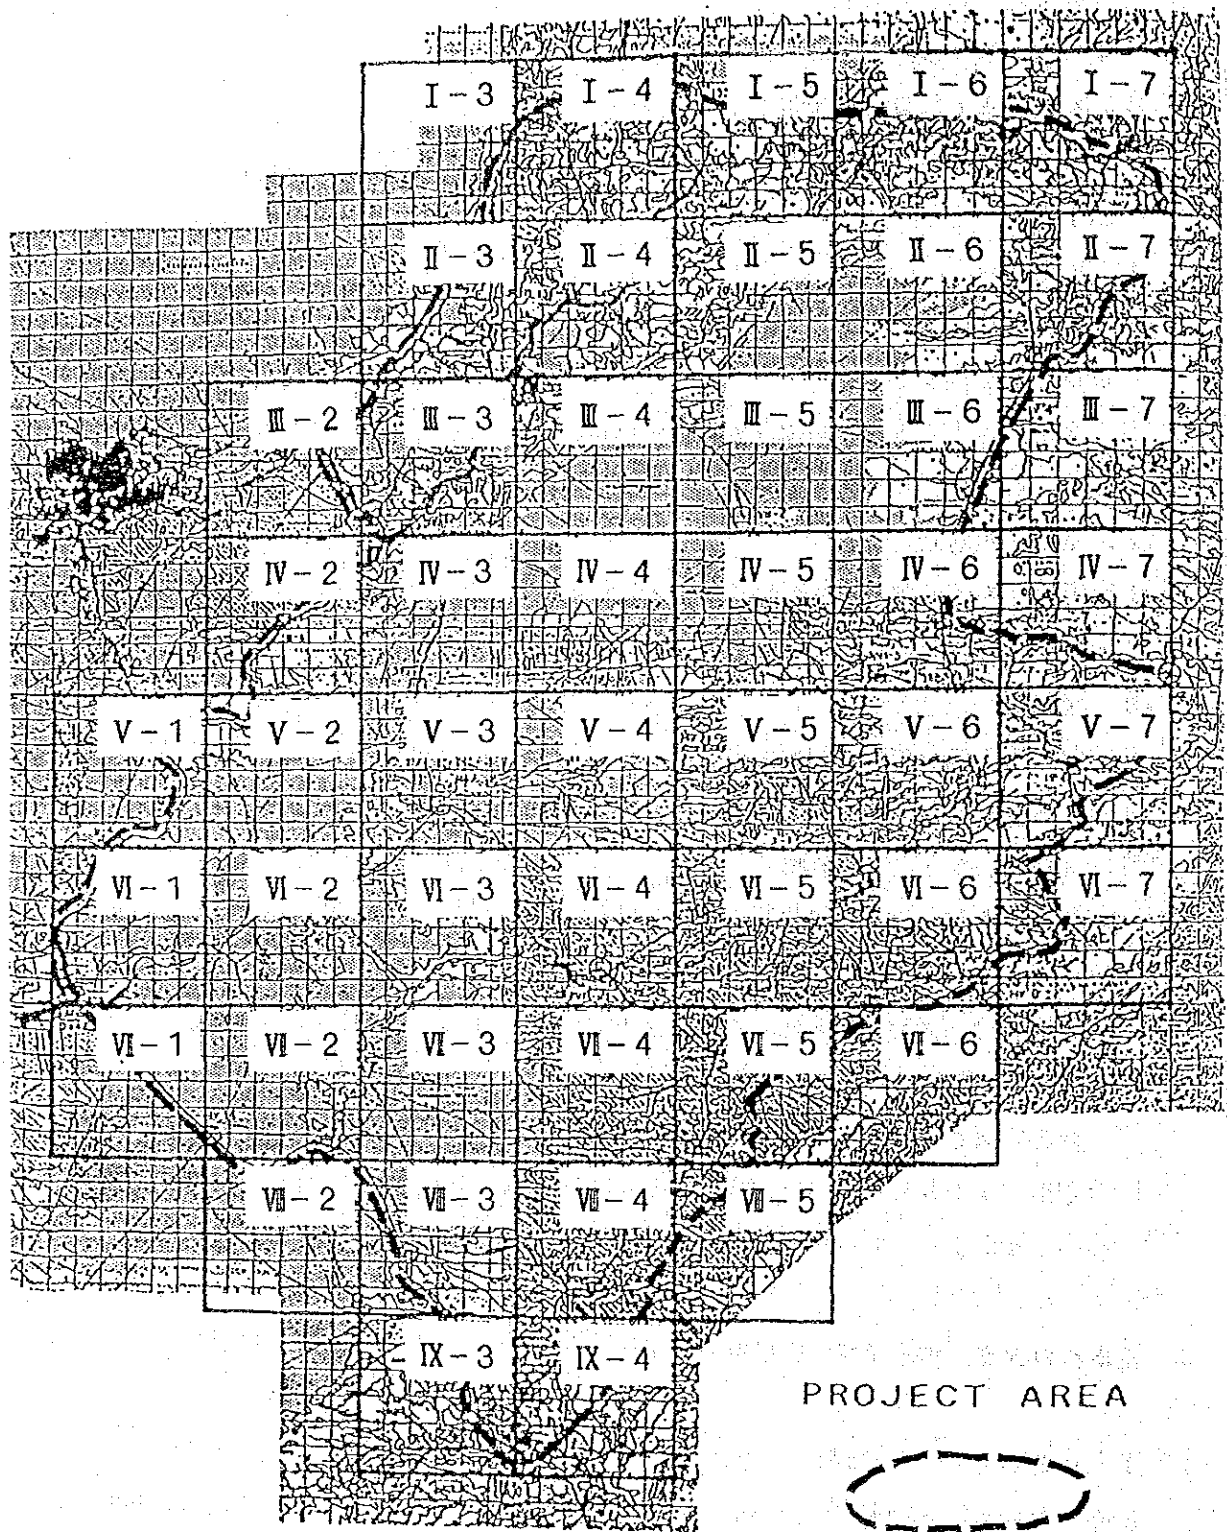 I-3 I-4 I-5 I-6 I-7
II-3 II-4 II-5 II-6 II-7
III-2 III-3 III-4 III-5 III-6 III-7
IV-2 IV-3 IV-4 IV-5 IV-6 IV-7
V-1 V-2 V-3 V-4 V-5 V-6 V-7
VI-1 VI-2 VI-3 VI-4 VI-5 VI-6 VI-7
VII-1 VII-2 VII-3 VII-4 VII-5 VII-6
VIII-2 VIII-3 VIII-4 VIII-5
IX-3 IX-4
PROJECT AREA